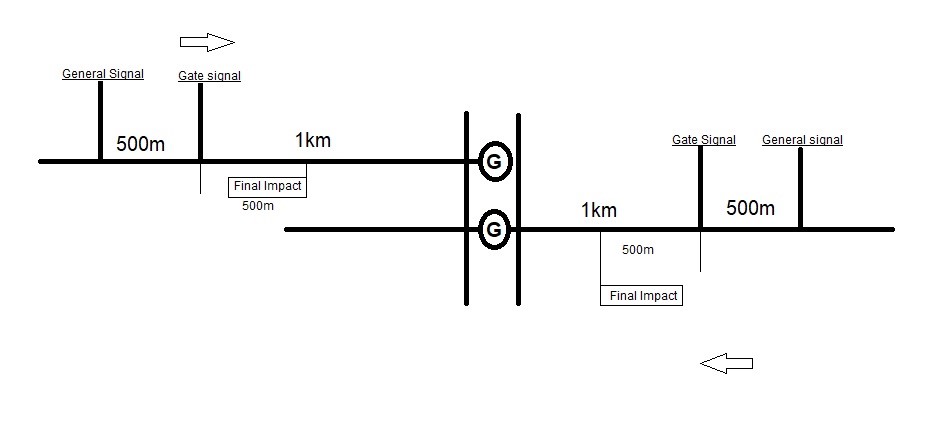 General Signal
Gate signal
500m
1km
G
Final Impact
500m
Gate Signal
General signal
G
1km
500m
500m
Final Impact